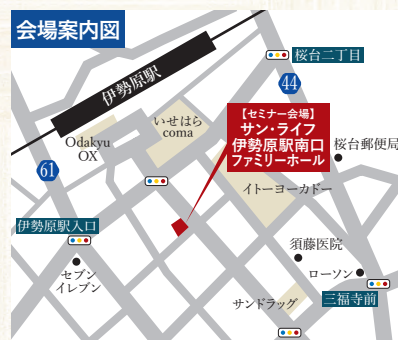 会場案内図
桜台二丁目
44
伊勢原駅
いせはら
coma
Odakyu
OX
【セミナー会場】
サン・ライフ
伊勢原駅南口
ファミリーホール
桜台郵便局
61
イトーヨーカドー
伊勢原駅入口
セブン
イレブン
須藤医院
ローソン
サンドラッグ
三福寺前